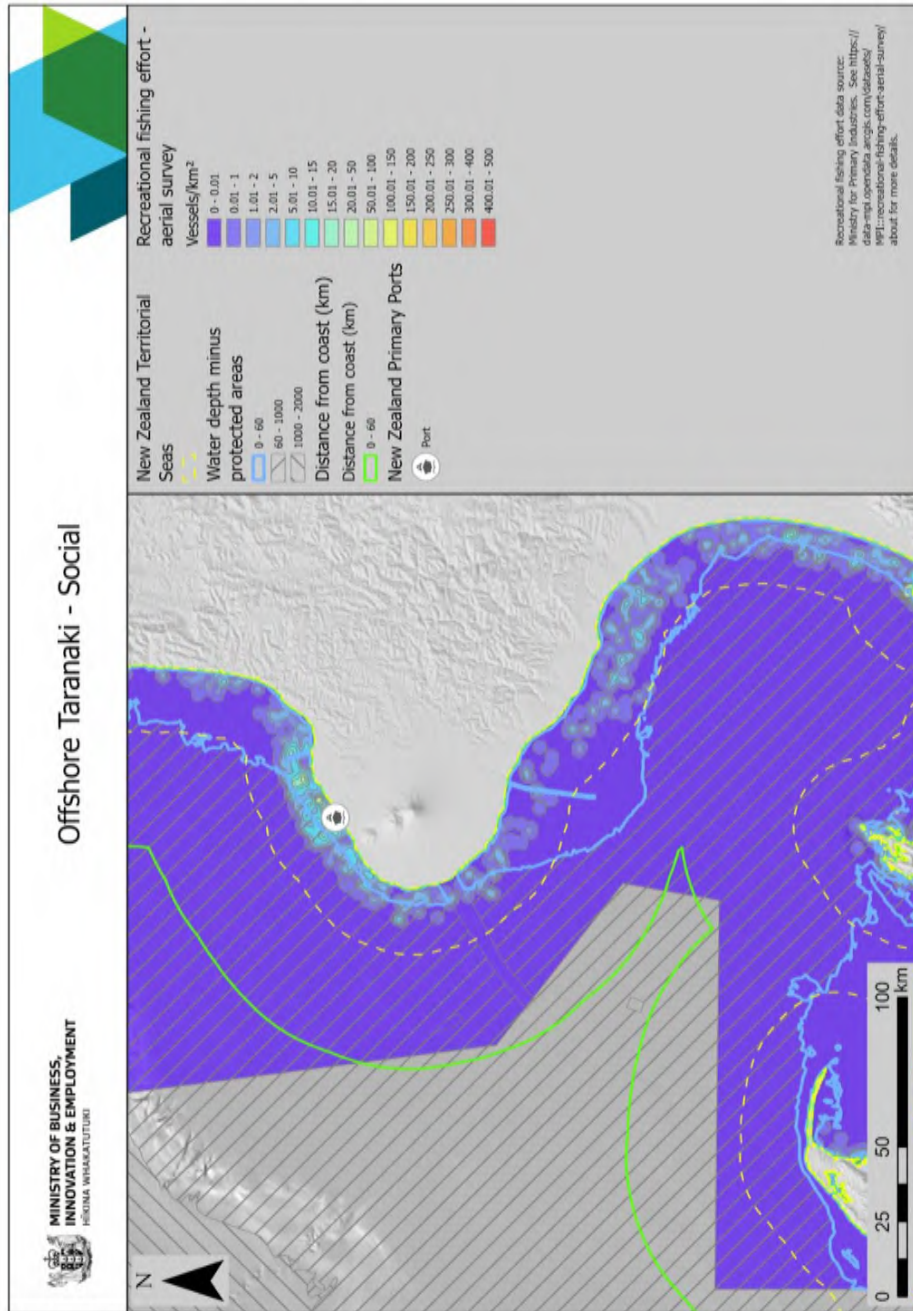 MINISTRY OF BUSINESS,
INNOVATION & EMPLOYMENT
HĪKINA WHAKATUTUKI
Offshore Taranaki - Social
N
0
25
50
100
km
New Zealand Territorial
Seas
Water depth minus
protected areas
0 - 60
60 - 1000
1000 - 2000
Distance from coast (km)
Distance from coast (km)
0 - 60
New Zealand Primary Ports
Port
Recreational fishing effort -
aerial survey
Vessels/km²
0 - 0.01
0.01 - 1
1.01 - 2
2.01 - 5
5.01 - 10
10.01 - 15
15.01 - 20
20.01 - 50
50.01 - 100
100.01 - 150
150.01 - 200
200.01 - 250
250.01 - 300
300.01 - 400
400.01 - 500
Recreational fishing effort data source:
Ministry for Primary Industries. See https://
data-mpi.opendata.arcgis.com/datasets/
MPI::recreational-fishing-effort-aerial-survey/
about for more details.